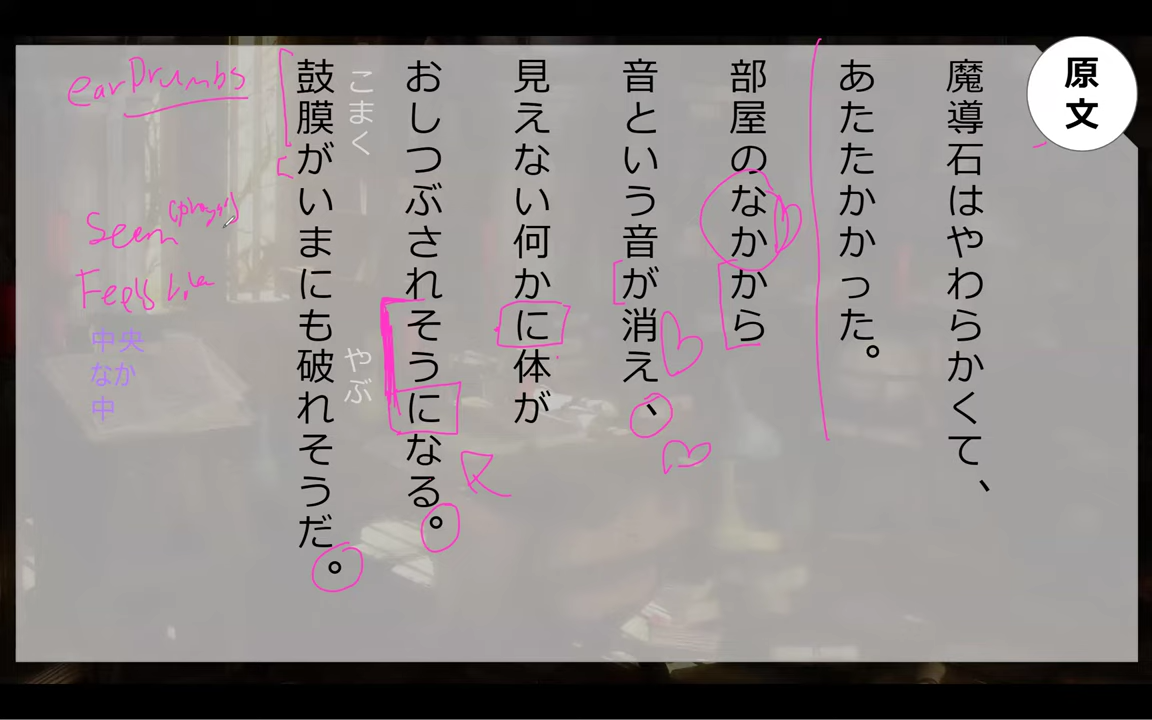 原文
魔導石はやわらかくて、
あたたかかった。
部屋のなかから
音という音が消え、
見えない何かに体が
おしつぶされそうになる。
こまく
やぶ
鼓膜がいまにも破れそうだ。
earDrumbs
Seem
Feels like
中央
なか
中